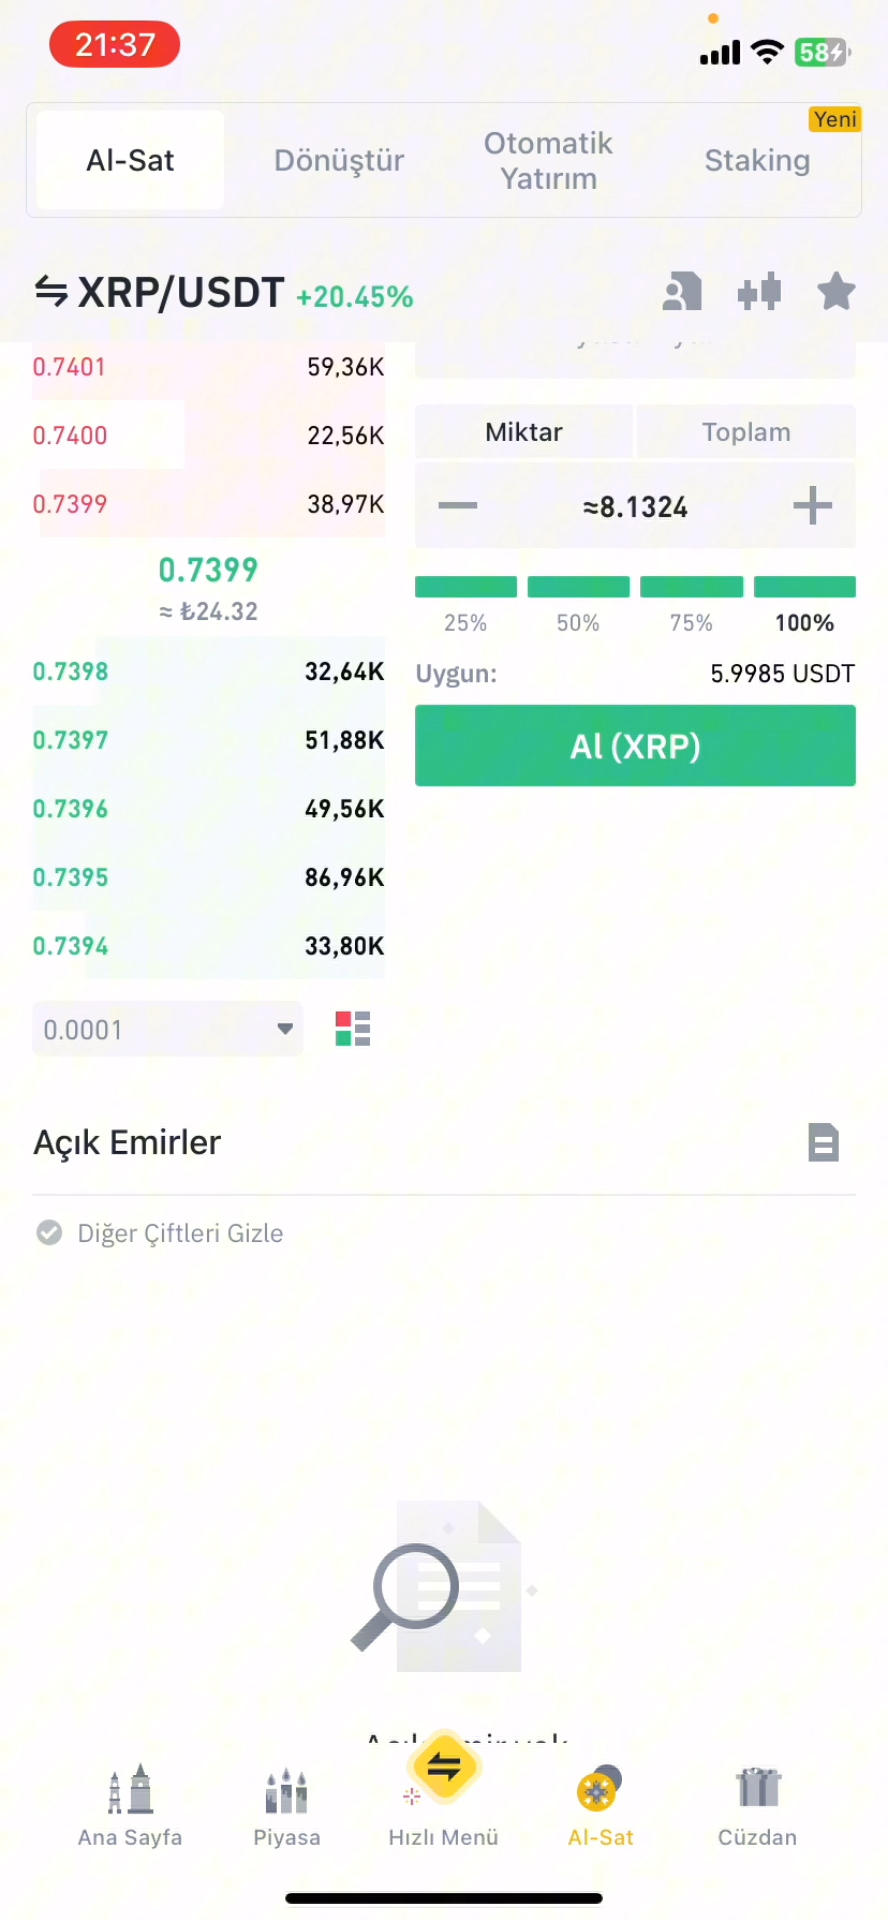 21:37
58
Yeni
Al-Sat
Dönüştür
Otomatik
Yatırım
Staking
XRP/USDT +20.45%
0.7401 59,36K
0.7400 22,56K
0.7399 38,97K
0.7399
≈ ₺24.32
0.7398 32,64K
0.7397 51,88K
0.7396 49,56K
0.7395 86,96K
0.7394 33,80K
0.0001
Miktar
Toplam
≈8.1324
25% 50% 75% 100%
Uygun: 5.9985 USDT
Al (XRP)
Açık Emirler
Diğer Çiftleri Gizle
Ana Sayfa
Piyasa
Hızlı Menü
Al-Sat
Cüzdan